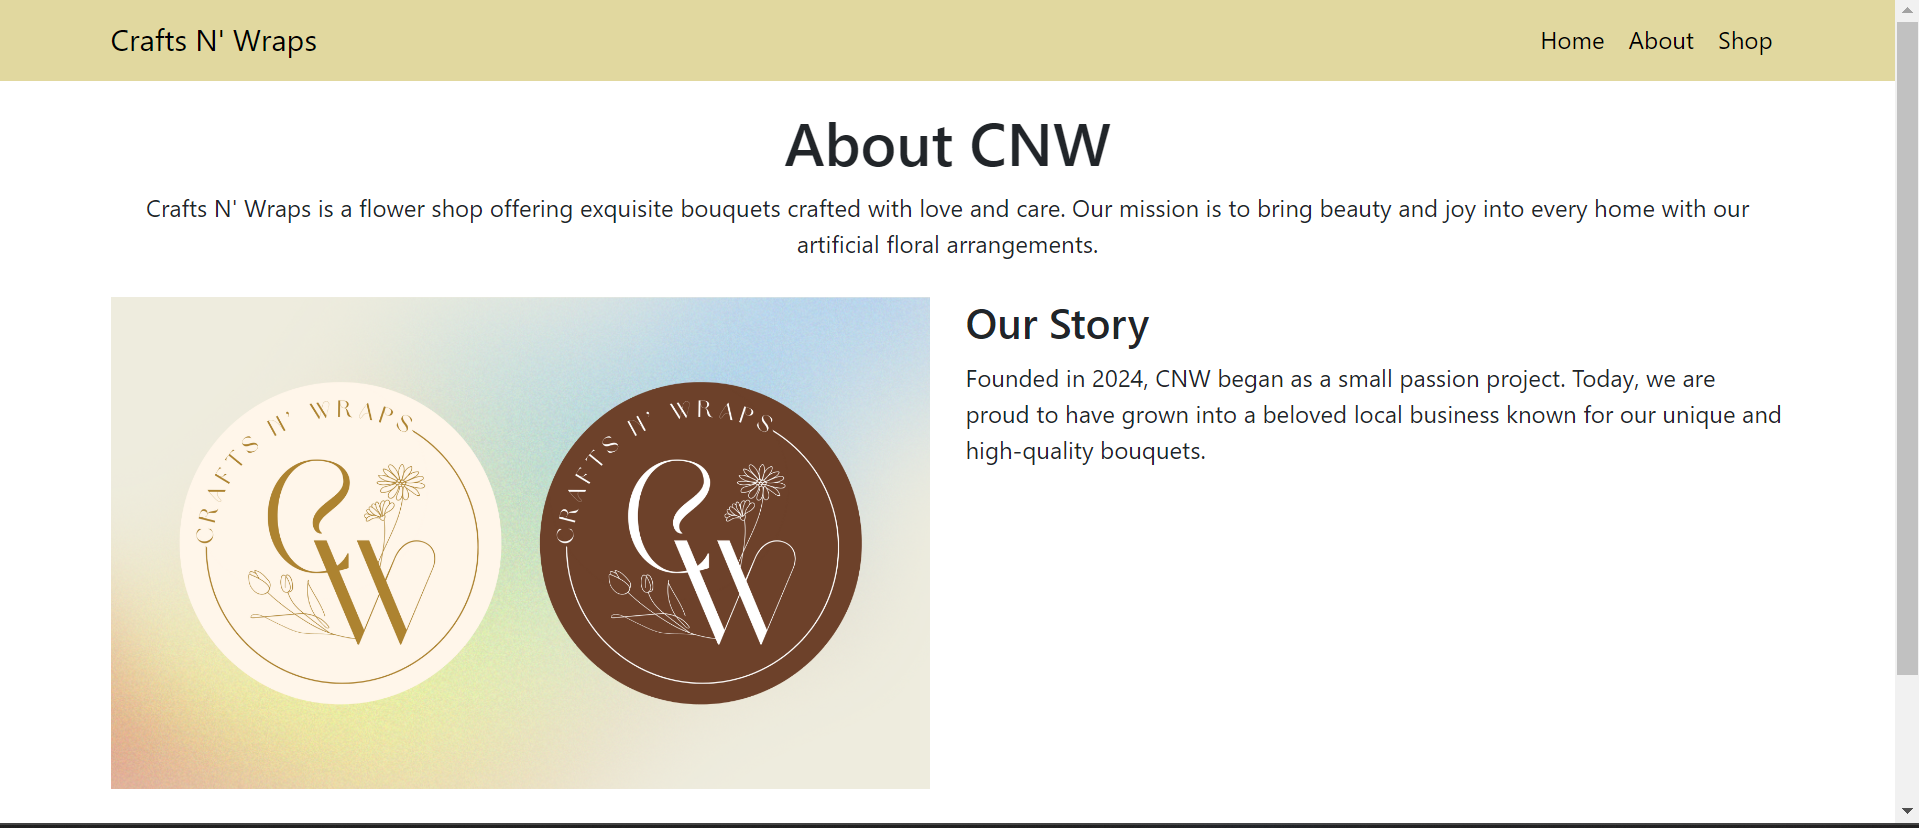 Crafts N' Wraps
Home About Shop
About CNW
Crafts N' Wraps is a flower shop offering exquisite bouquets crafted with love and care. Our mission is to bring beauty and joy into every home with our
artificial floral arrangements.
CRAFTS N' WRAPS
CW
CRAFTS N' WRAPS
CW
Our Story
Founded in 2024, CNW began as a small passion project. Today, we are
proud to have grown into a beloved local business known for our unique and
high-quality bouquets.